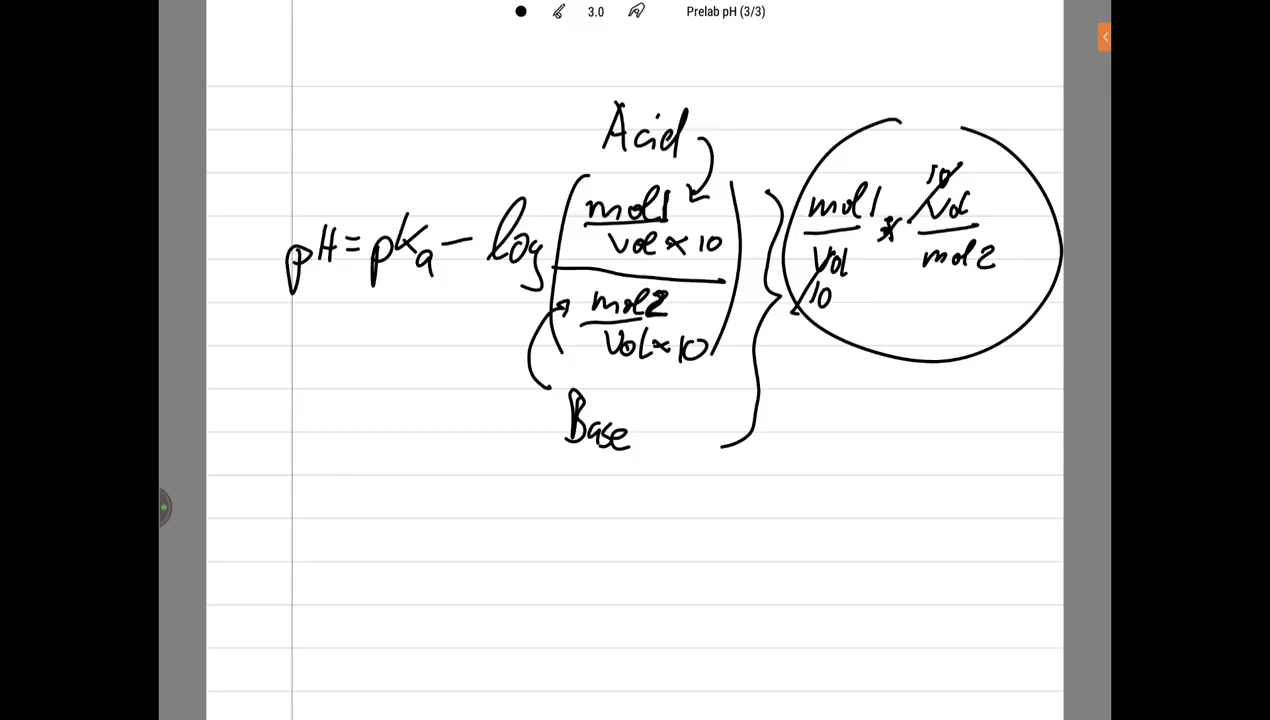 3.0 Prelab pH (3/3)
Acid
pH = pKa - log ( mol1 / Vol × 10 / mol2 / Vol × 10 )
mol1 / Vol 10 * 10 Vol / mol2
Base